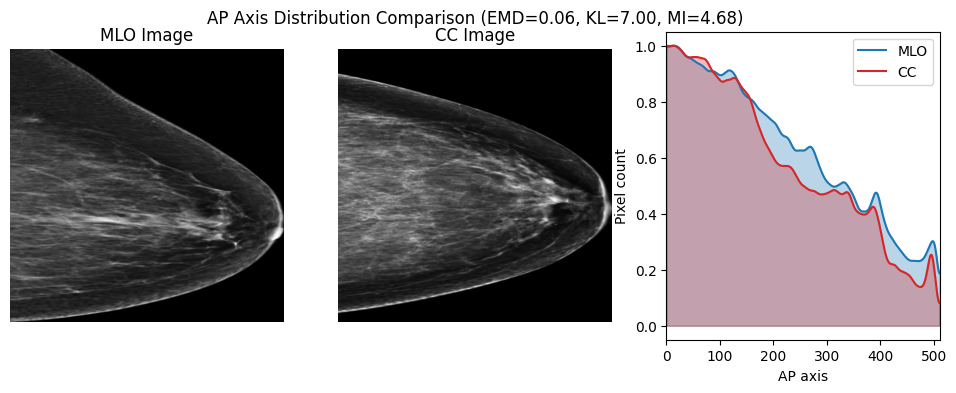 AP Axis Distribution Comparison (EMD=0.06, KL=7.00, MI=4.68)
MLO Image
CC Image
MLO
CC
Pixel count
1.0
0.8
0.6
0.4
0.2
0.0
0 100 200 300 400 500
AP axis